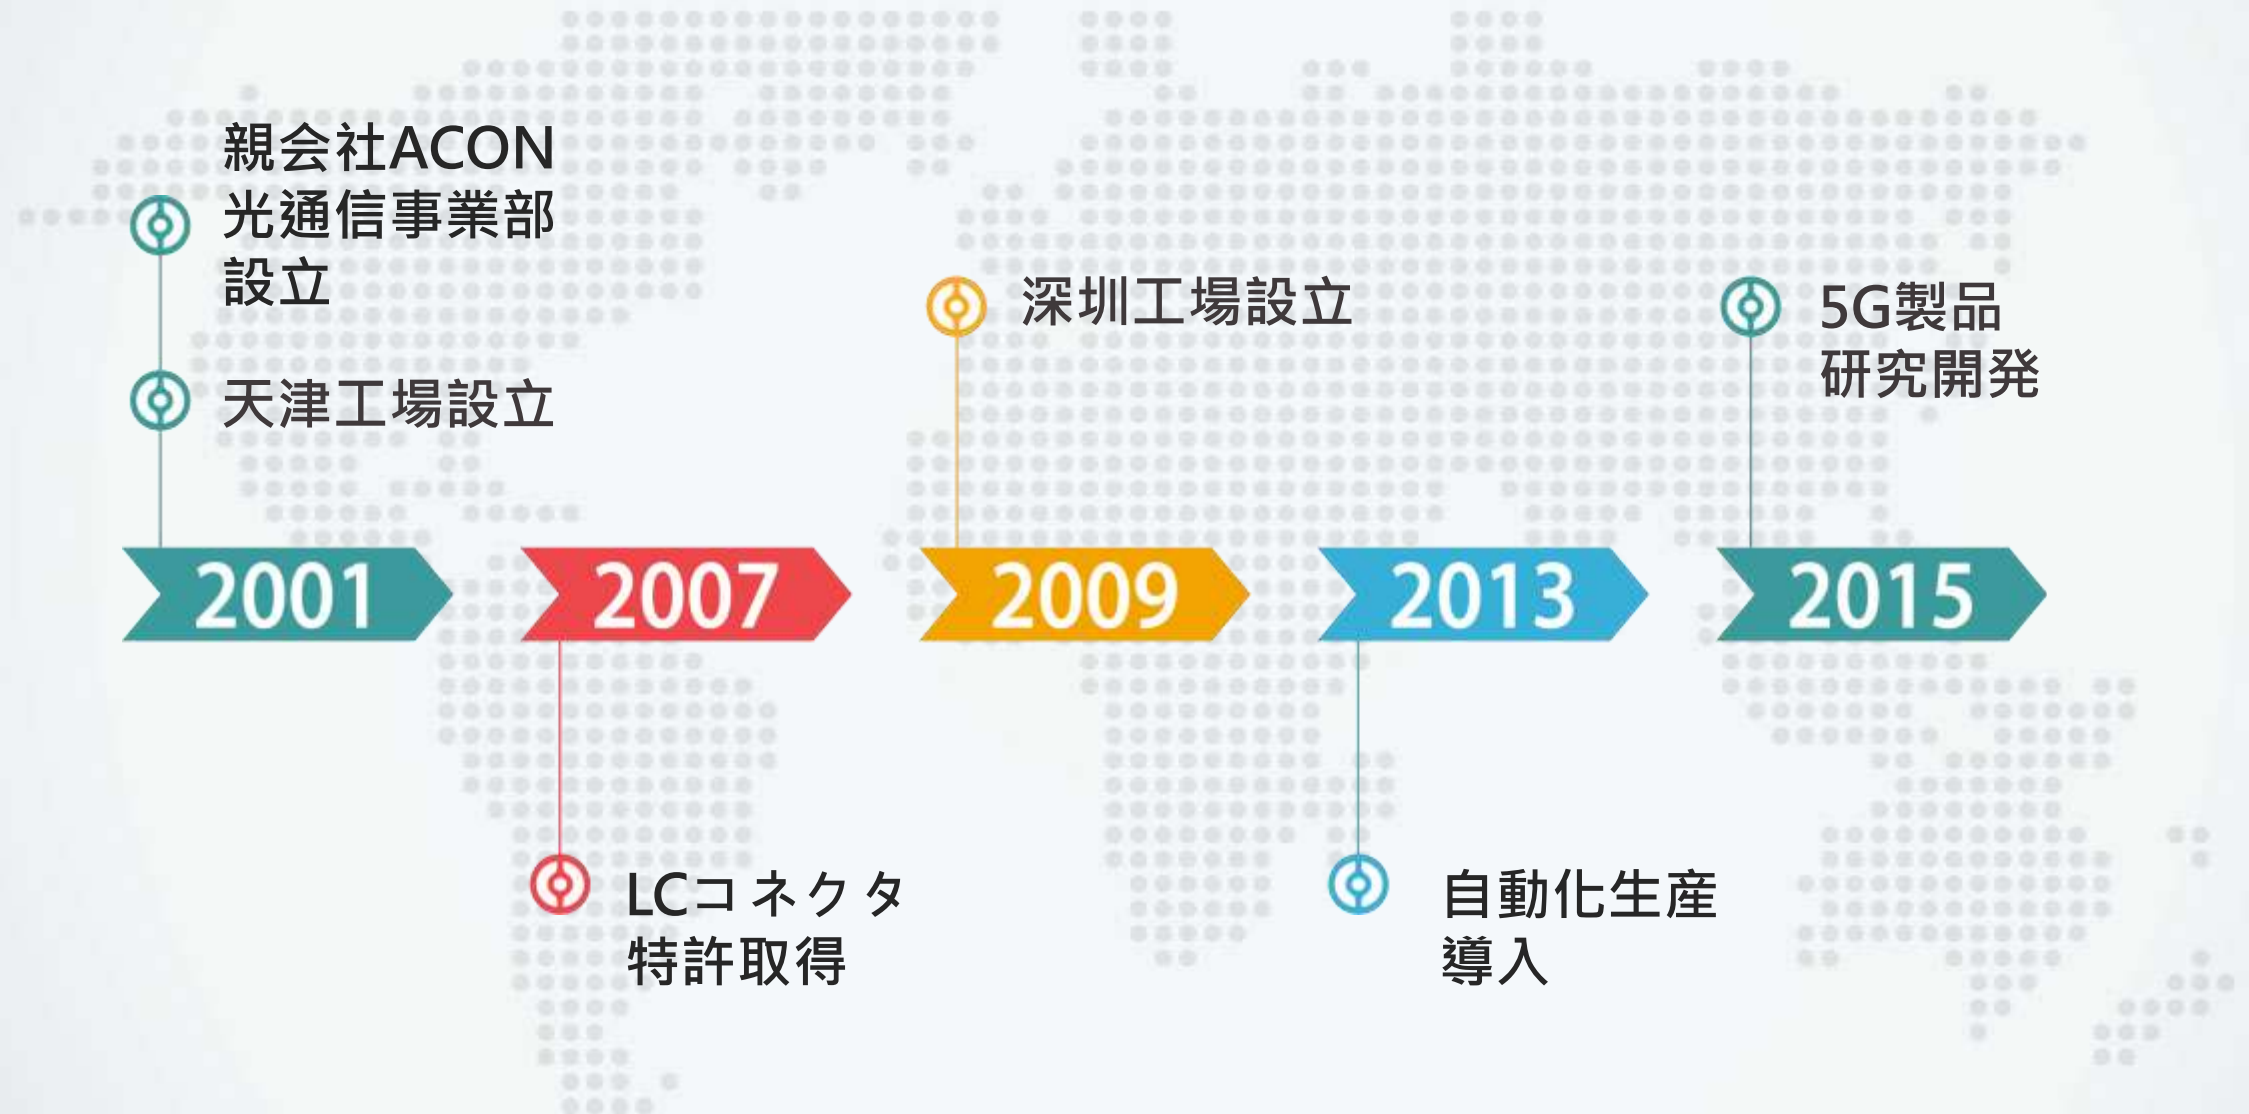 親会社ACON
光通信事業部
設立
天津工場設立
2001
2007
LCコネクタ
特許取得
深圳工場設立
2009
2013
自動化生産
導入
5G製品
研究開発
2015